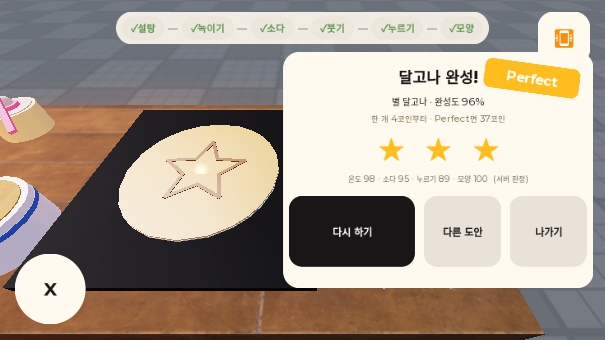 ✓설탕 — ✓녹이기 — ✓소다 — ✓붓기 — ✓누르기 — ✓모양
달고나 완성! Perfect
별 달고나 · 완성도 96%
한 개 4코인부터 · Perfect면 37코인
온도 98 · 소다 95 · 누르기 89 · 모양 100 (서버 판정)
다시 하기 다른 도안 나가기
X